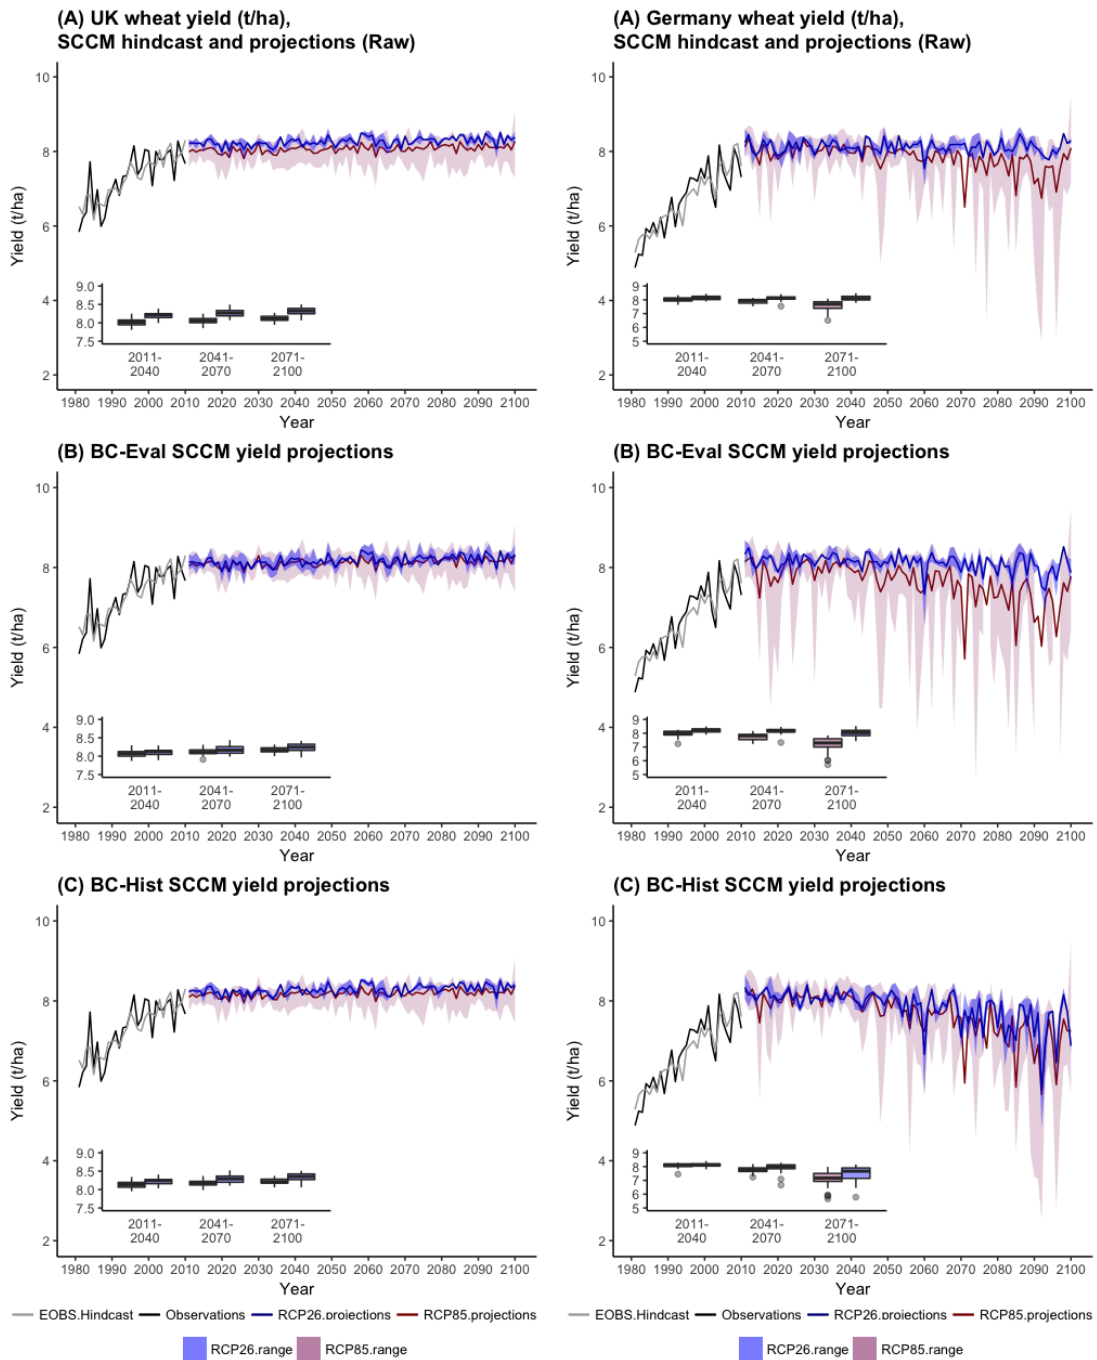 (A) UK wheat yield (t/ha),
SCCM hindcast and projections (Raw)
10
8
6
4
2
Yield (t/ha)
9.0
8.5
8.0
7.5
2011-2040 2041-2070 2071-2100
1980 1990 2000 2010 2020 2030 2040 2050 2060 2070 2080 2090 2100
Year
(A) Germany wheat yield (t/ha),
SCCM hindcast and projections (Raw)
10
8
6
4
2
Yield (t/ha)
9
8
7
6
5
2011-2040 2041-2070 2071-2100
1980 1990 2000 2010 2020 2030 2040 2050 2060 2070 2080 2090 2100
Year
(B) BC-Eval SCCM yield projections
10
8
6
4
2
Yield (t/ha)
9.0
8.5
8.0
7.5
2011-2040 2041-2070 2071-2100
1980 1990 2000 2010 2020 2030 2040 2050 2060 2070 2080 2090 2100
Year
(B) BC-Eval SCCM yield projections
10
8
6
4
2
Yield (t/ha)
9
8
7
6
5
2011-2040 2041-2070 2071-2100
1980 1990 2000 2010 2020 2030 2040 2050 2060 2070 2080 2090 2100
Year
(C) BC-Hist SCCM yield projections
10
8
6
4
2
Yield (t/ha)
9.0
8.5
8.0
7.5
2011-2040 2041-2070 2071-2100
1980 1990 2000 2010 2020 2030 2040 2050 2060 2070 2080 2090 2100
Year
EOBS.Hindcast Observations RCP26.projections RCP85.projections
RCP26.range RCP85.range
(C) BC-Hist SCCM yield projections
10
8
6
4
2
Yield (t/ha)
9
8
7
6
5
2011-2040 2041-2070 2071-2100
1980 1990 2000 2010 2020 2030 2040 2050 2060 2070 2080 2090 2100
Year
EOBS.Hindcast Observations RCP26.projections RCP85.projections
RCP26.range RCP85.range